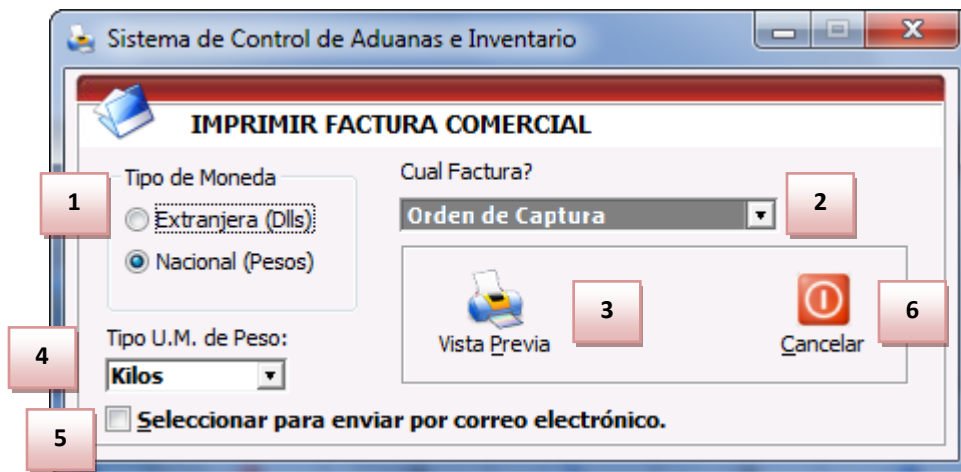 Sistema de Control de Aduanas e Inventario
IMPRIMIR FACTURA COMERCIAL
1
Tipo de Moneda
Extranjera (Dlls)
Nacional (Pesos)
Cual Factura?
Orden de Captura
2
Vista Previa
3
Cancelar
6
4
Tipo U.M. de Peso:
Kilos
5
Seleccionar para enviar por correo electrónico.